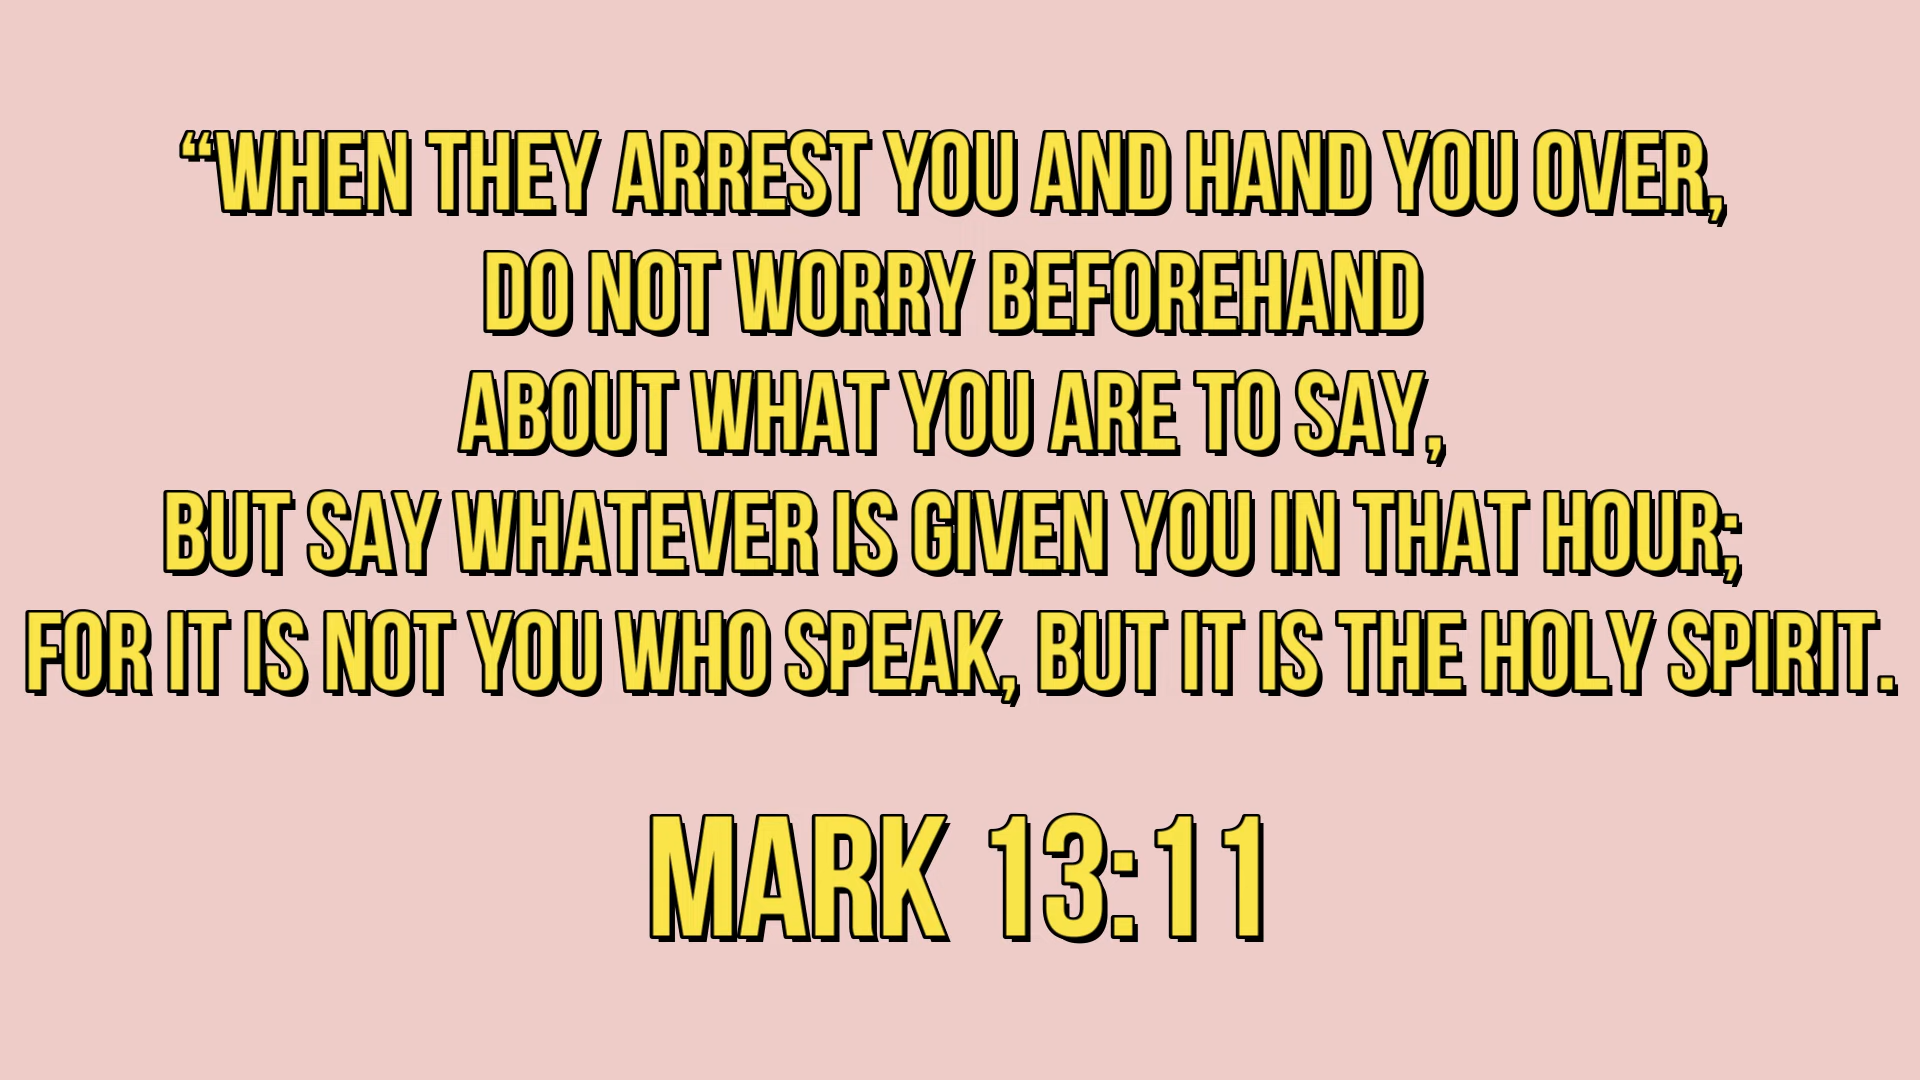 “WHEN THEY ARREST YOU AND HAND YOU OVER,
DO NOT WORRY BEFOREHAND
ABOUT WHAT YOU ARE TO SAY,
BUT SAY WHATEVER IS GIVEN YOU IN THAT HOUR;
FOR IT IS NOT YOU WHO SPEAK, BUT IT IS THE HOLY SPIRIT.
MARK 13:11